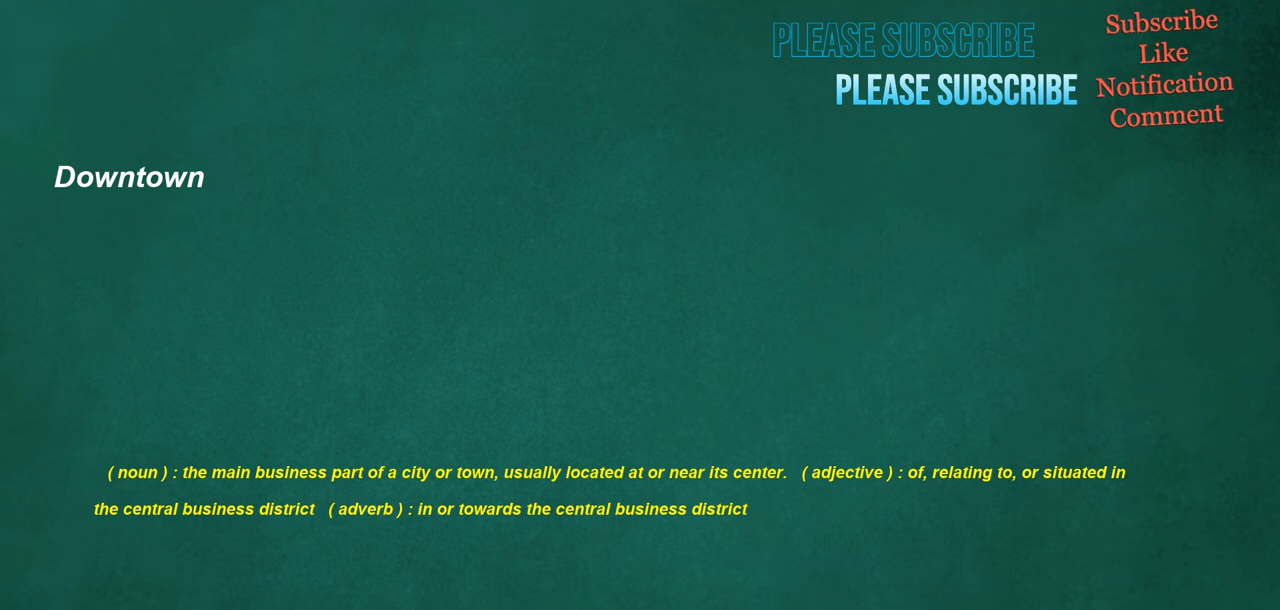 PLEASE SUBSCRIBE
PLEASE SUBSCRIBE
Subscribe
Like
Notification
Comment
Downtown
( noun ) : the main business part of a city or town, usually located at or near its center. ( adjective ) : of, relating to, or situated in
the central business district ( adverb ) : in or towards the central business district